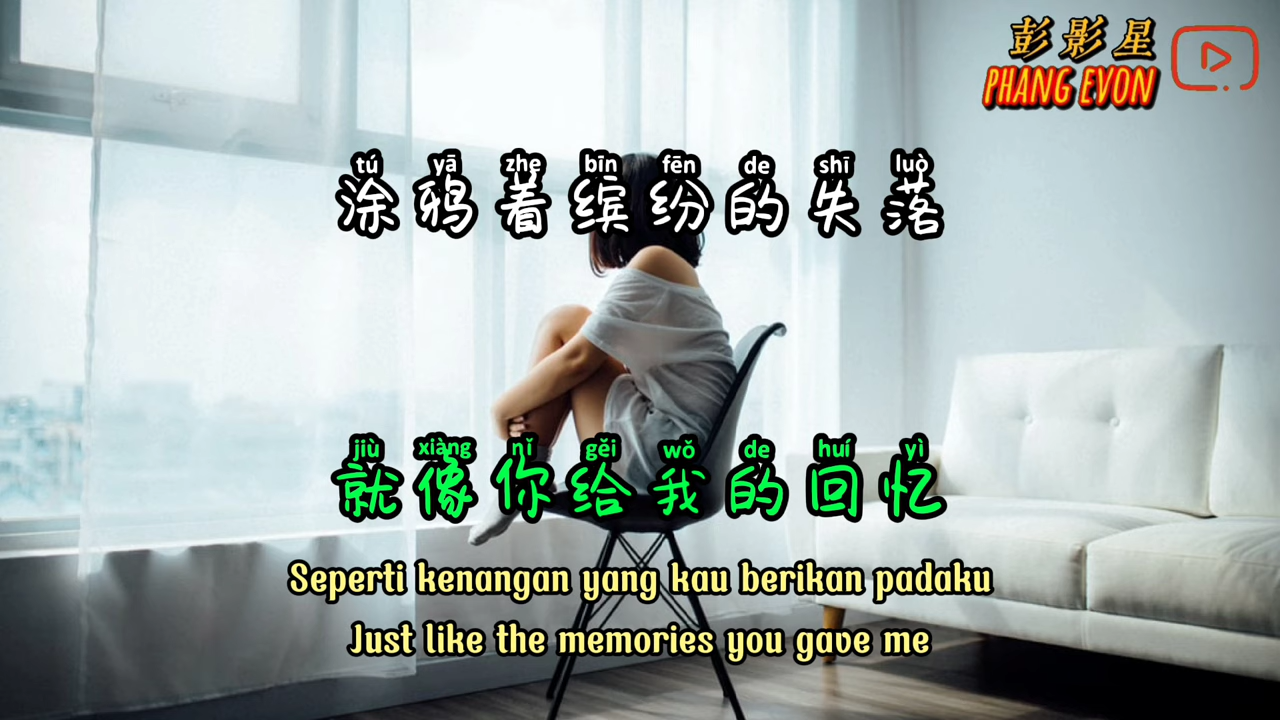 彭影星
PHANG EVON
tú yā zhe bīn fēn de shī luò
涂鸦着缤纷的失落
jiù xiàng nǐ gěi wǒ de huí yì
就像你给我的回忆
Seperti kenangan yang kau berikan padaku
Just like the memories you gave me